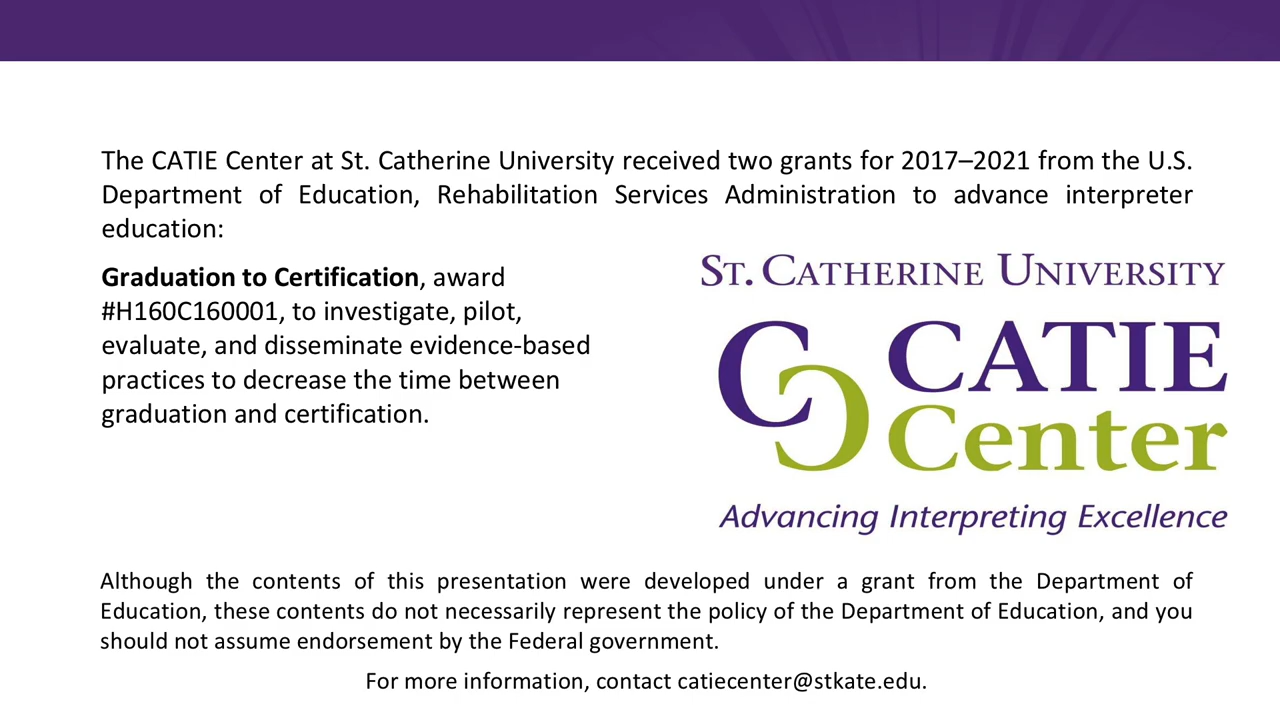 The CATIE Center at St. Catherine University received two grants for 2017–2021 from the U.S.
Department of Education, Rehabilitation Services Administration to advance interpreter
education:
Graduation to Certification, award
#H160C160001, to investigate, pilot,
evaluate, and disseminate evidence-based
practices to decrease the time between
graduation and certification.
ST. CATHERINE UNIVERSITY
CATIE
Center
Advancing Interpreting Excellence
Although the contents of this presentation were developed under a grant from the Department of
Education, these contents do not necessarily represent the policy of the Department of Education, and you
should not assume endorsement by the Federal government.
For more information, contact catiecenter@stkate.edu.